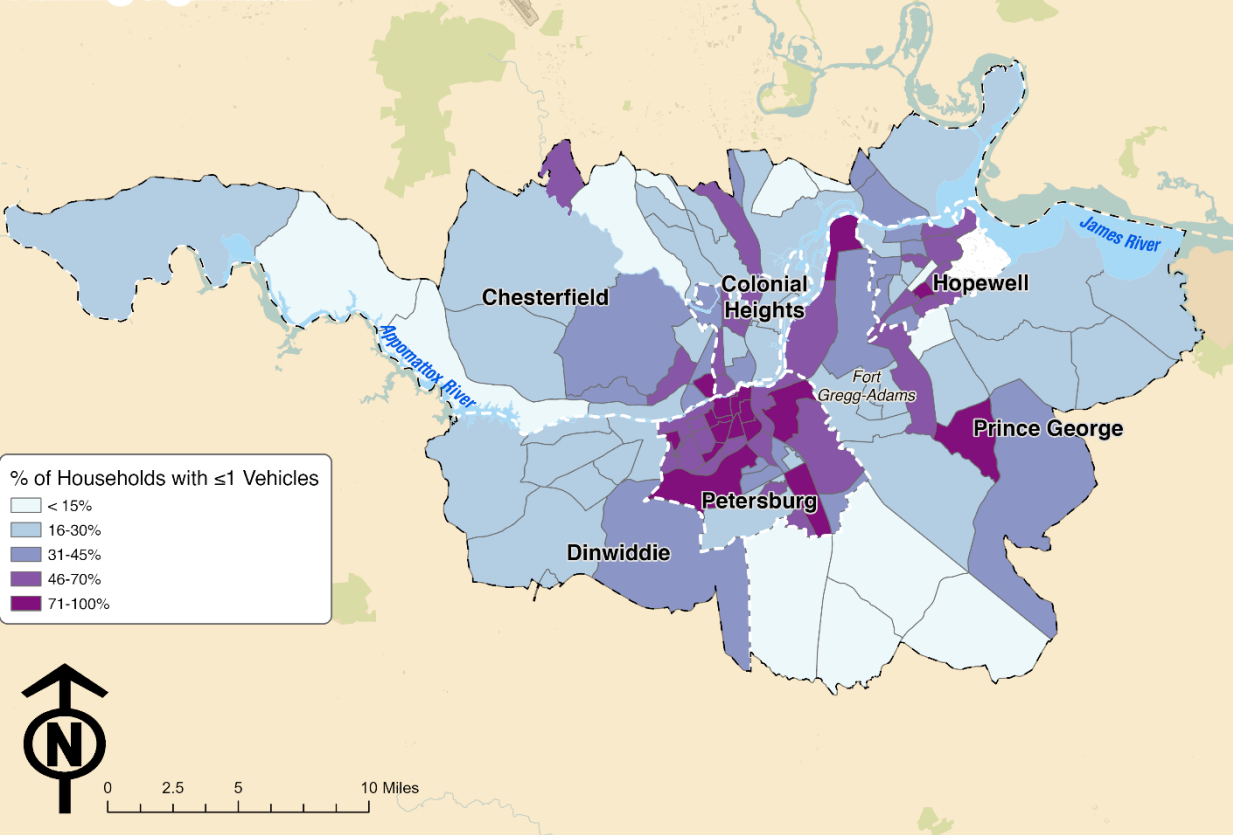 James River
Chesterfield
Colonial
Heights
Hopewell
Appomattox River
Fort
Gregg-Adams
Prince George
% of Households with ≤1 Vehicles
< 15%
16-30%
31-45%
46-70%
71-100%
Petersburg
Dinwiddie
N
0 2.5 5 10 Miles